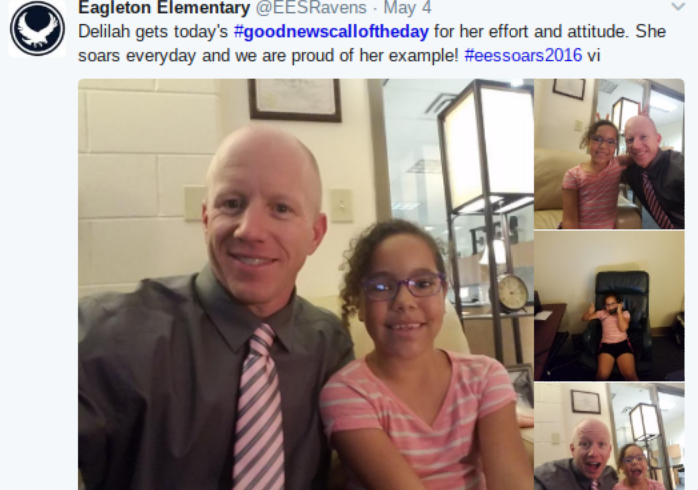 Eagleton Elementary @EESRavens · May 4
Delilah gets today's #goodnewscalloftheday for her effort and attitude. She
soars everyday and we are proud of her example! #eessoars2016 vi